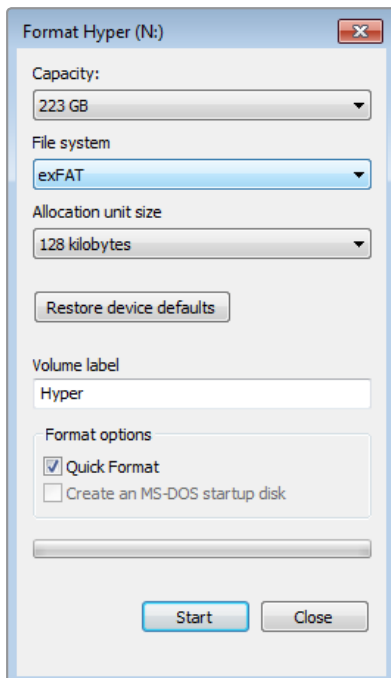 Format Hyper (N:)
Capacity:
223 GB
File system
exFAT
Allocation unit size
128 kilobytes
Restore device defaults
Volume label
Hyper
Format options
Quick Format
Create an MS-DOS startup disk
Start Close